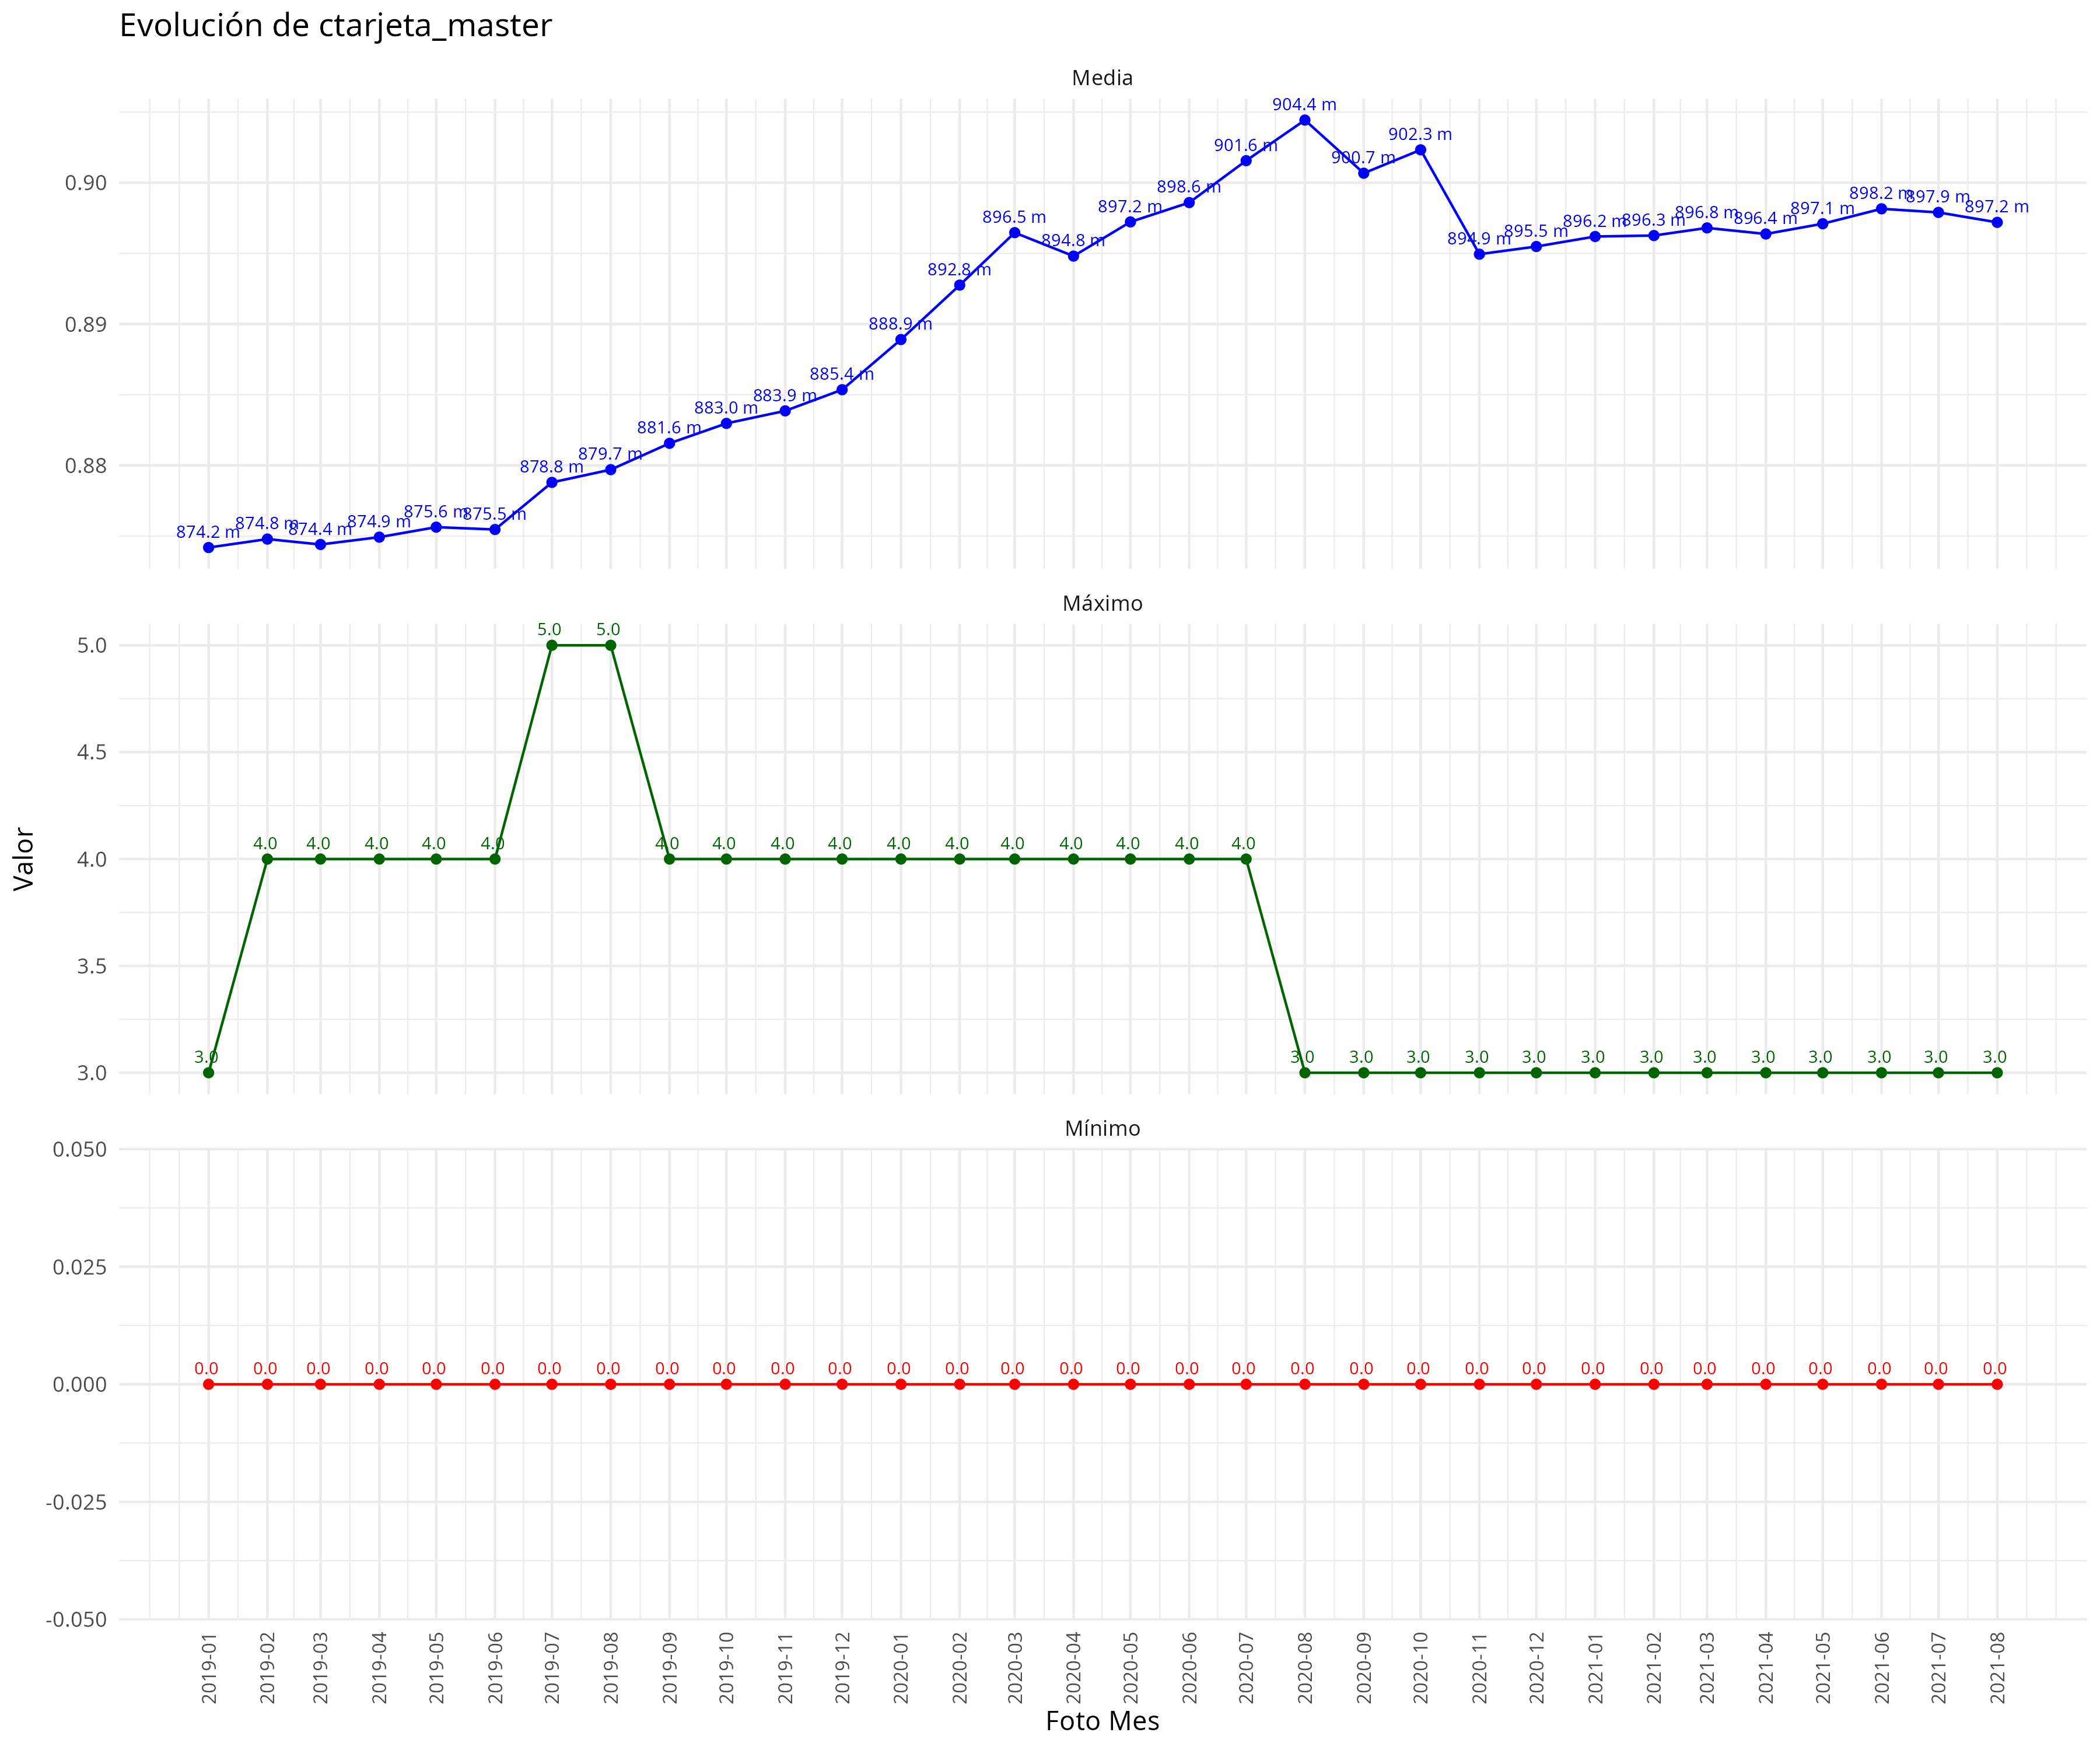 Evolución de ctarjeta_master
Media
904.4 m
902.3 m
901.6 m
900.7 m
898.6 m
898.2 m
897.9 m
897.2 m
897.2 m
897.1 m
896.8 m
896.5 m
896.4 m
896.3 m
896.2 m
895.5 m
894.9 m
894.8 m
892.8 m
888.9 m
885.4 m
883.9 m
883.0 m
881.6 m
879.7 m
878.8 m
875.6 m
875.5 m
874.9 m
874.8 m
874.4 m
874.2 m
0.90
0.89
0.88
Máximo
5.0 5.0
4.0 4.0 4.0 4.0 4.0 4.0 4.0 4.0 4.0 4.0 4.0 4.0 4.0 4.0 4.0 4.0
3.0 3.0 3.0 3.0 3.0 3.0 3.0 3.0 3.0 3.0 3.0 3.0 3.0 3.0
5.0
4.5
4.0
3.5
3.0
Valor
Mínimo
0.0 0.0 0.0 0.0 0.0 0.0 0.0 0.0 0.0 0.0 0.0 0.0 0.0 0.0 0.0 0.0 0.0 0.0 0.0 0.0 0.0 0.0 0.0 0.0 0.0 0.0 0.0 0.0 0.0 0.0 0.0 0.0
0.050
0.025
0.000
-0.025
-0.050
2019-01
2019-02
2019-03
2019-04
2019-05
2019-06
2019-07
2019-08
2019-09
2019-10
2019-11
2019-12
2020-01
2020-02
2020-03
2020-04
2020-05
2020-06
2020-07
2020-08
2020-09
2020-10
2020-11
2020-12
2021-01
2021-02
2021-03
2021-04
2021-05
2021-06
2021-07
2021-08
Foto Mes